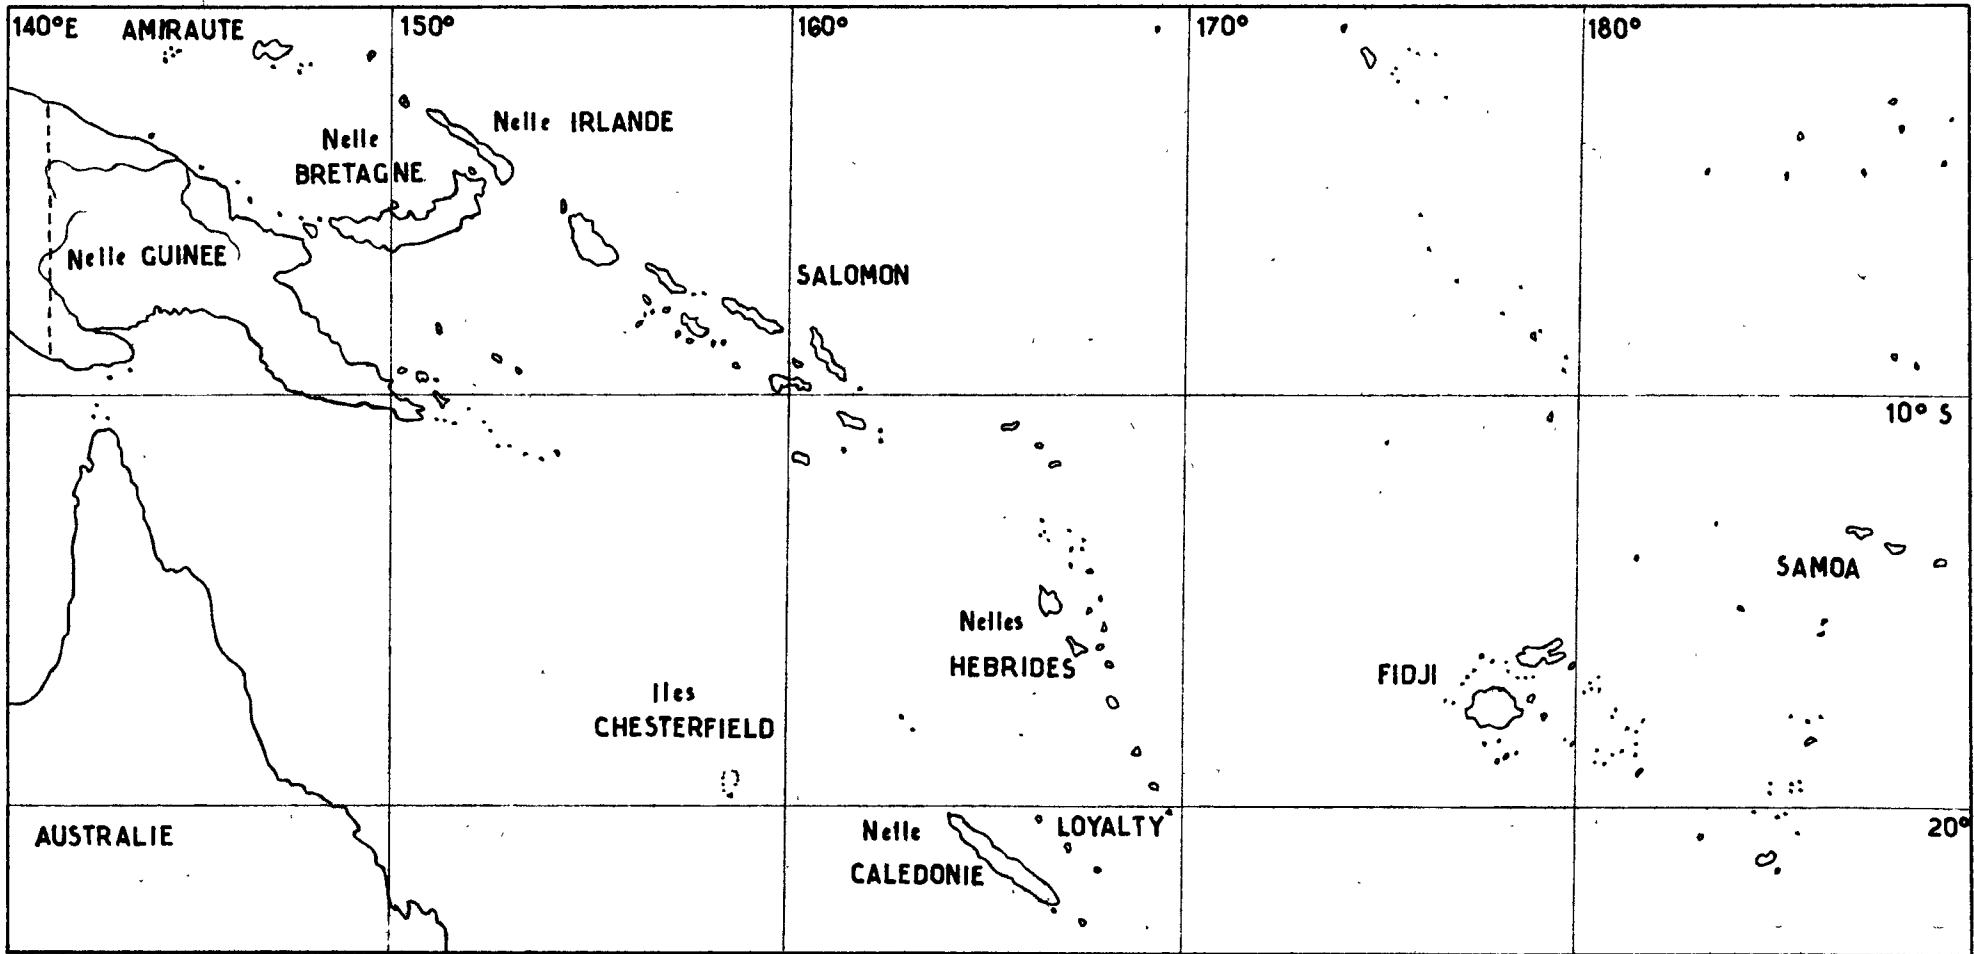 140°E AMIRAUTE 150° 160° 170° 180°
Nelle IRLANDE
Nelle
BRETAGNE
Nelle GUINEE
SALOMON
10° S
SAMOA
Nelles
HEBRIDES
FIDJI
Iles
CHESTERFIELD
AUSTRALIE
Nelle
CALEDONIE
LOYALTY
20°